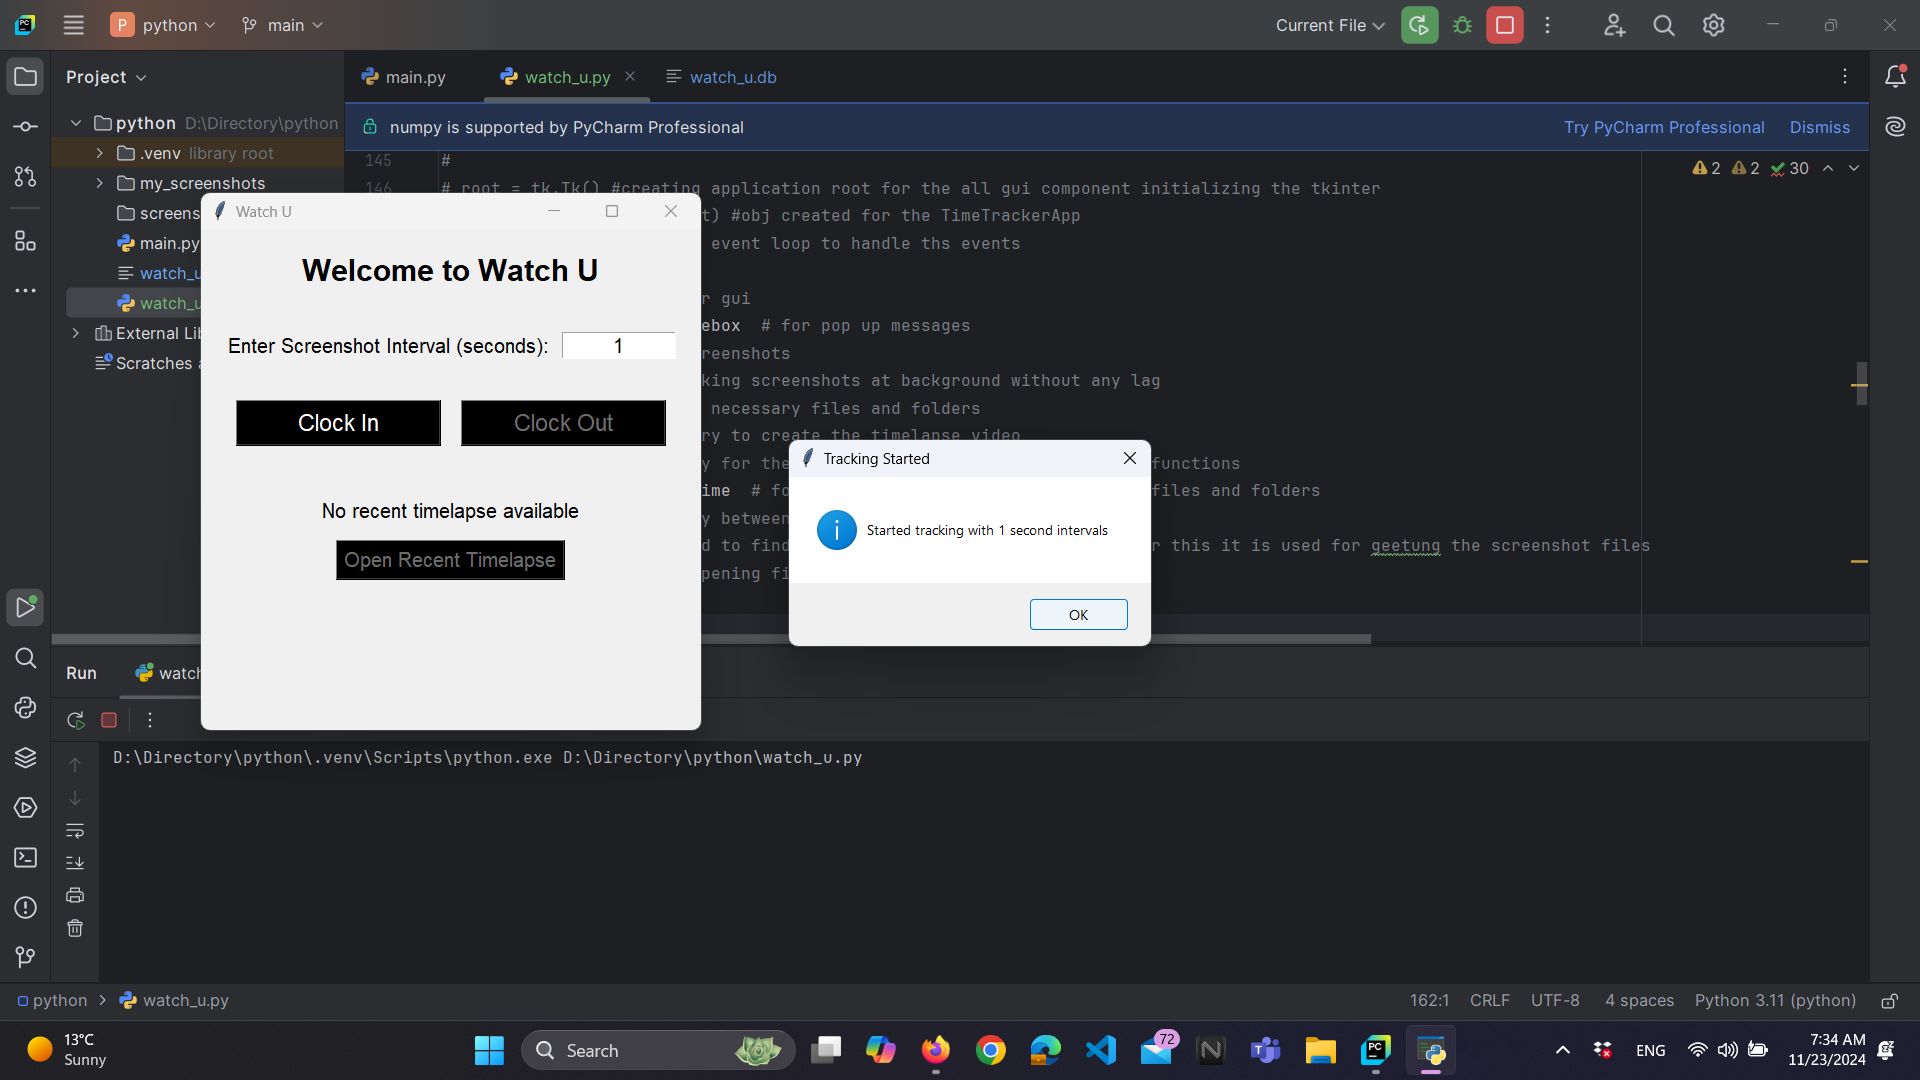 P python main
Current File
Project
main.py
watch_u.py
watch_u.db
python D:\Directory\python
.venv library root
my_screenshots
screens
main.py
watch_u
watch_u
External Lib
Scratches a
numpy is supported by PyCharm Professional
Try PyCharm Professional
Dismiss
2 2 30
145 #
146 # root = tk.Tk() #creating application root for the all gui component initializing the tkinter
t) #obj created for the TimeTrackerApp
event loop to handle ths events
r gui
ebox # for pop up messages
reenshots
king screenshots at background without any lag
necessary files and folders
ry to create the timelapse video
y for the functions
ime # fo files and folders
y between
d to find r this it is used for geetung the screenshot files
pening fi
Watch U
Welcome to Watch U
Enter Screenshot Interval (seconds): 1
Clock In
Clock Out
No recent timelapse available
Open Recent Timelapse
Tracking Started
i
Started tracking with 1 second intervals
OK
Run
watch
D:\Directory\python\.venv\Scripts\python.exe D:\Directory\python\watch_u.py
python > watch_u.py
162:1 CRLF UTF-8 4 spaces Python 3.11 (python)
13°C
Sunny
Search
72
ENG
7:34 AM
11/23/2024